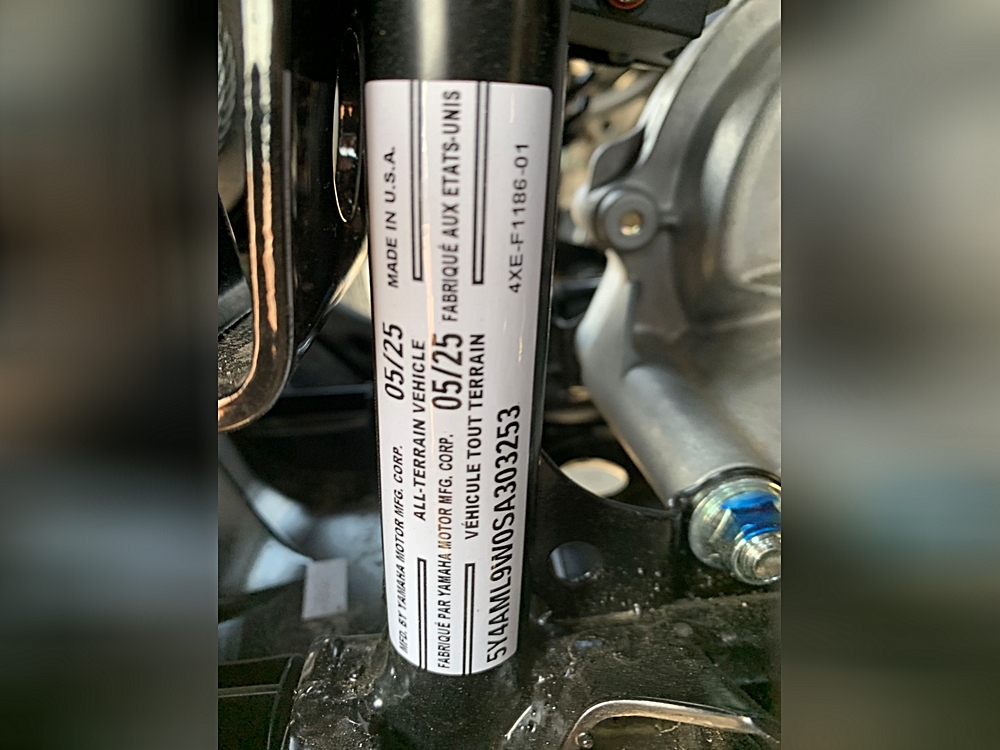 MFD. BY YAMAHA MOTOR MFG. CORP. 05/25 MADE IN U.S.A.
ALL-TERRAIN VEHICLE
FABRIQUÉ PAR YAMAHA MOTOR MFG. CORP. 05/25 FABRIQUÉ AUX ETATS-UNIS
VÉHICULE TOUT TERRAIN
5Y4AML9W0SA303253 4XE-F1186-01